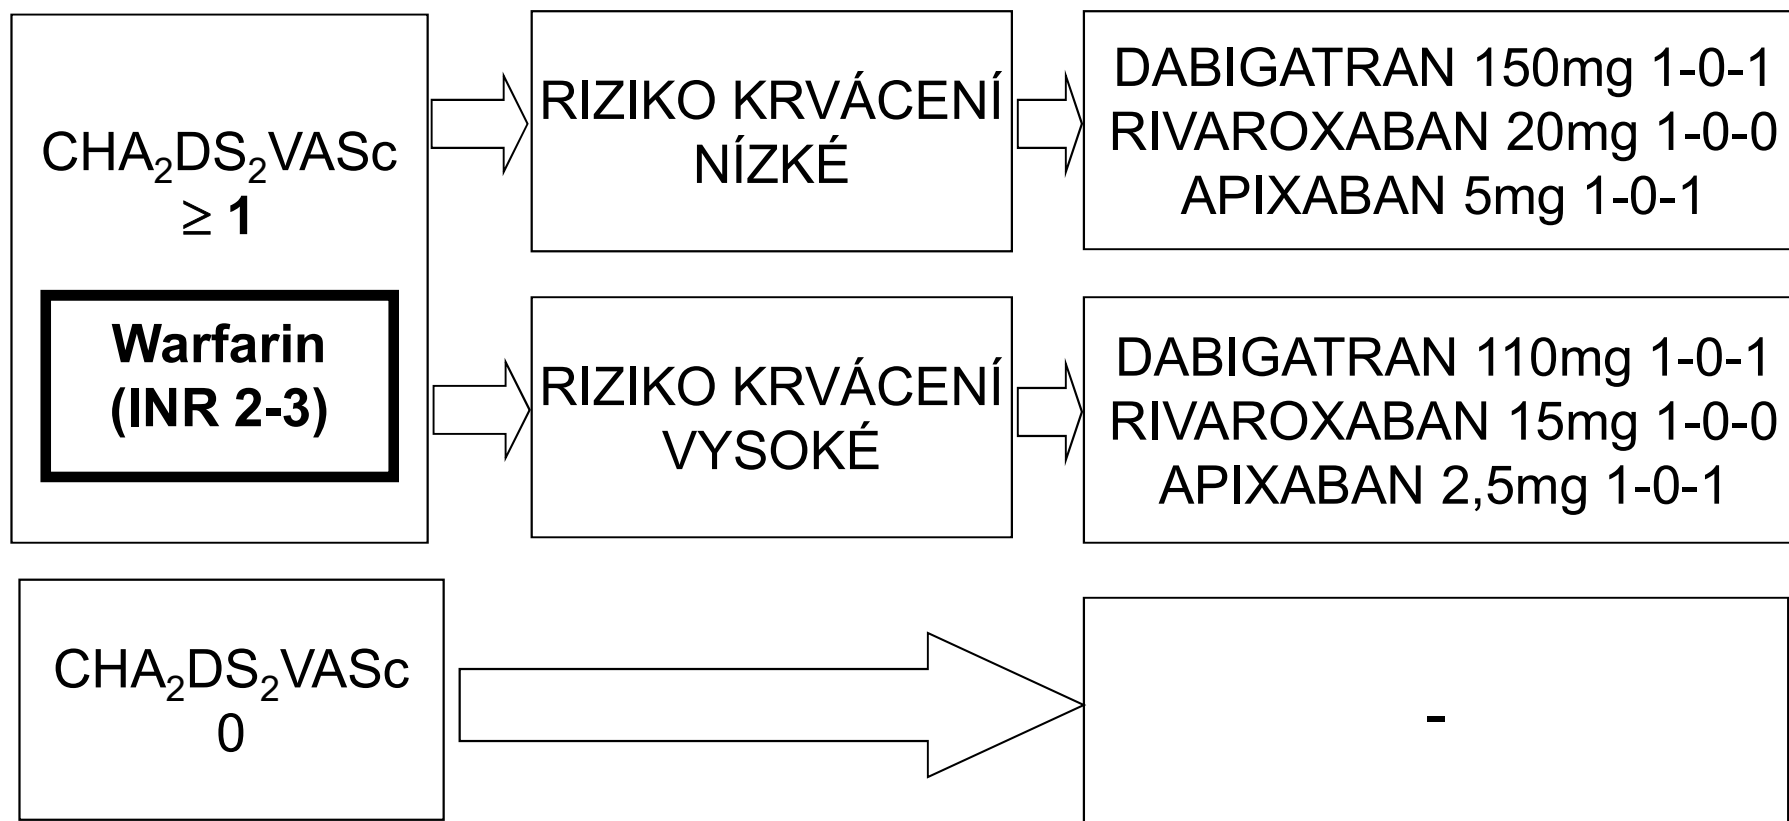 CHA₂DS₂VASc
≥ 1
Warfarin
(INR 2-3)
RIZIKO KRVÁCENÍ
NÍZKÉ
DABIGATRAN 150mg 1-0-1
RIVAROXABAN 20mg 1-0-0
APIXABAN 5mg 1-0-1
RIZIKO KRVÁCENÍ
VYSOKÉ
DABIGATRAN 110mg 1-0-1
RIVAROXABAN 15mg 1-0-0
APIXABAN 2,5mg 1-0-1
CHA₂DS₂VASc
0
-